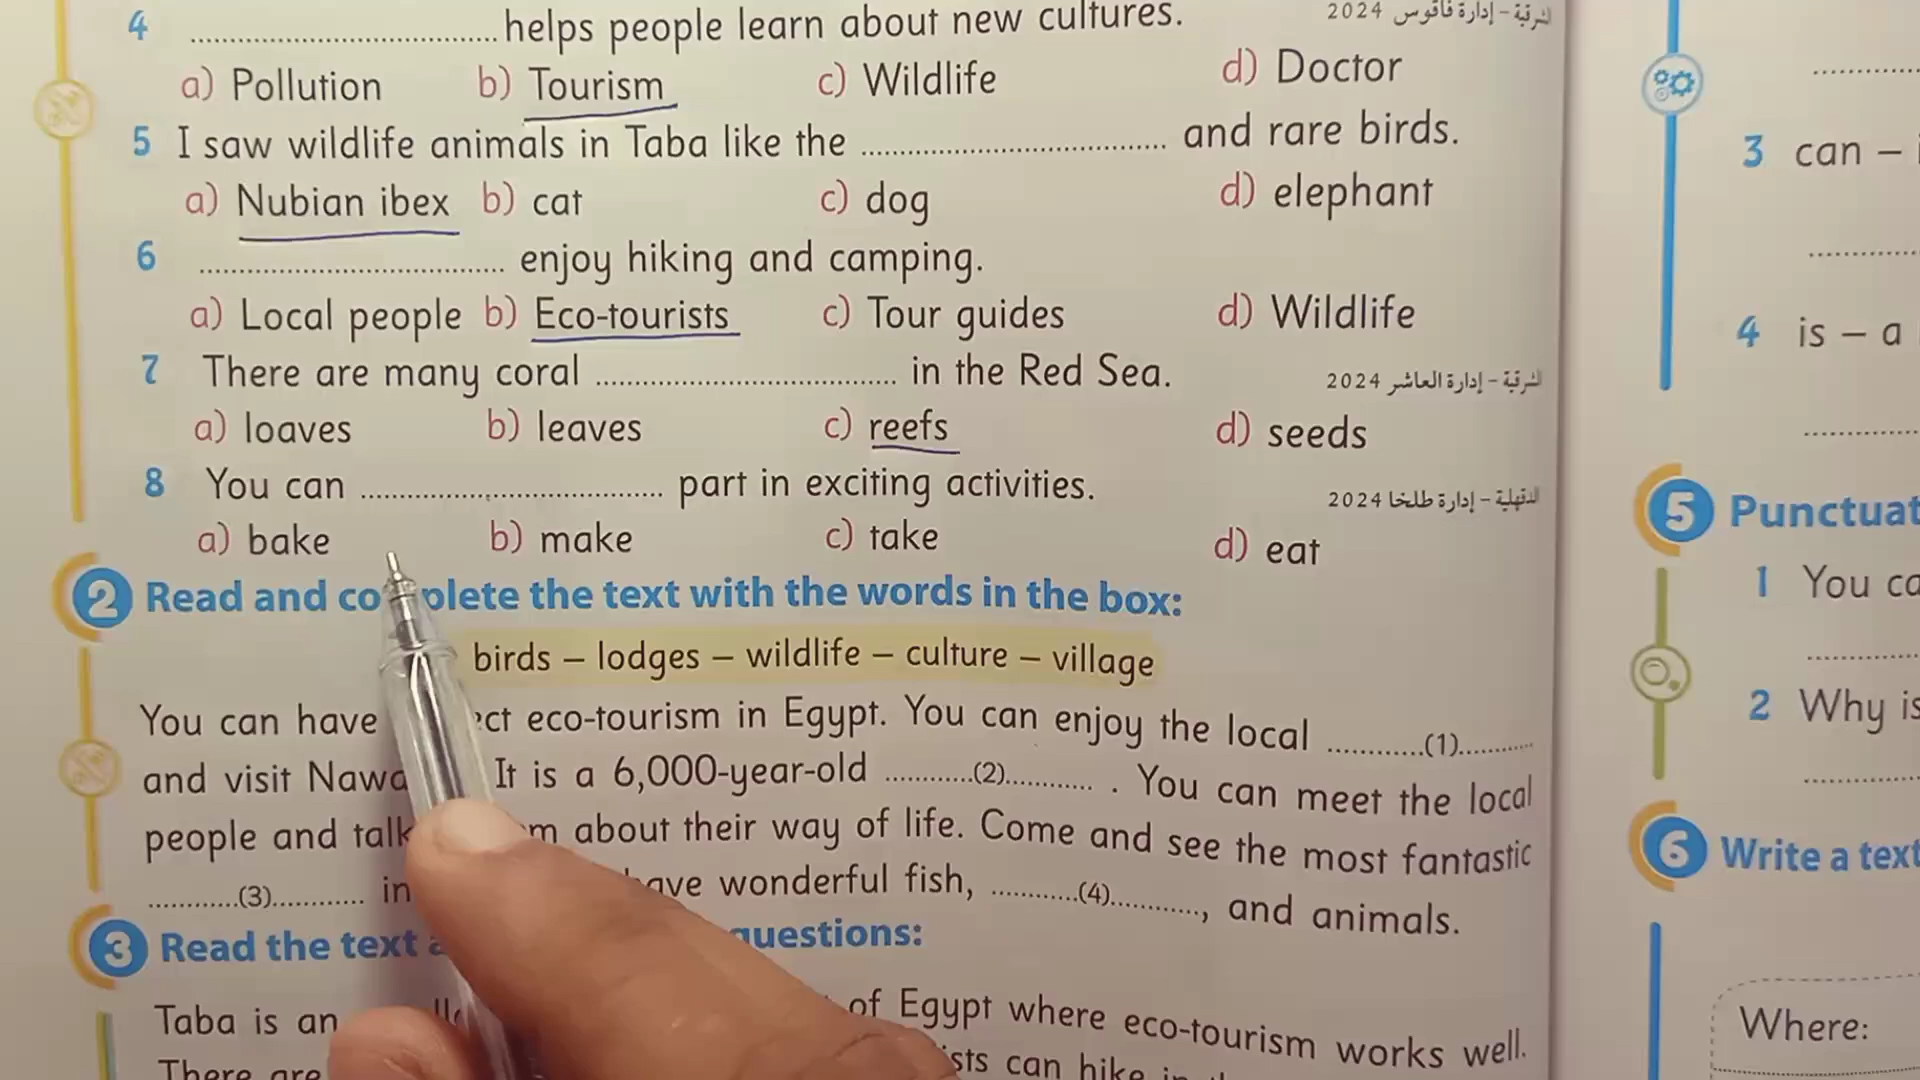 4 ........ helps people learn about new cultures. الشرقية - إدارة فاقوس 2024
a) Pollution b) Tourism c) Wildlife d) Doctor
5 I saw wildlife animals in Taba like the ........ and rare birds.
a) Nubian ibex b) cat c) dog d) elephant
6 ........ enjoy hiking and camping.
a) Local people b) Eco-tourists c) Tour guides d) Wildlife
7 There are many coral ........ in the Red Sea. الشرقية - إدارة العاشر 2024
a) loaves b) leaves c) reefs d) seeds
8 You can ........ part in exciting activities. الدقهلية - إدارة طلخا 2024
a) bake b) make c) take d) eat
2 Read and co plete the text with the words in the box:
birds – lodges – wildlife – culture – village
You can have ect eco-tourism in Egypt. You can enjoy the local ........(1)........
and visit Nawa It is a 6,000-year-old ........(2)........ . You can meet the local
people and talk m about their way of life. Come and see the most fantastic
........(3)........ in ave wonderful fish, ........(4)........, and animals.
3 Read the text a questions:
Taba is an of Egypt where eco-tourism works well.
There are sts can hike in
3 can –
4 is – a
5 Punctuat
1 You ca
2 Why is
6 Write a text
Where: